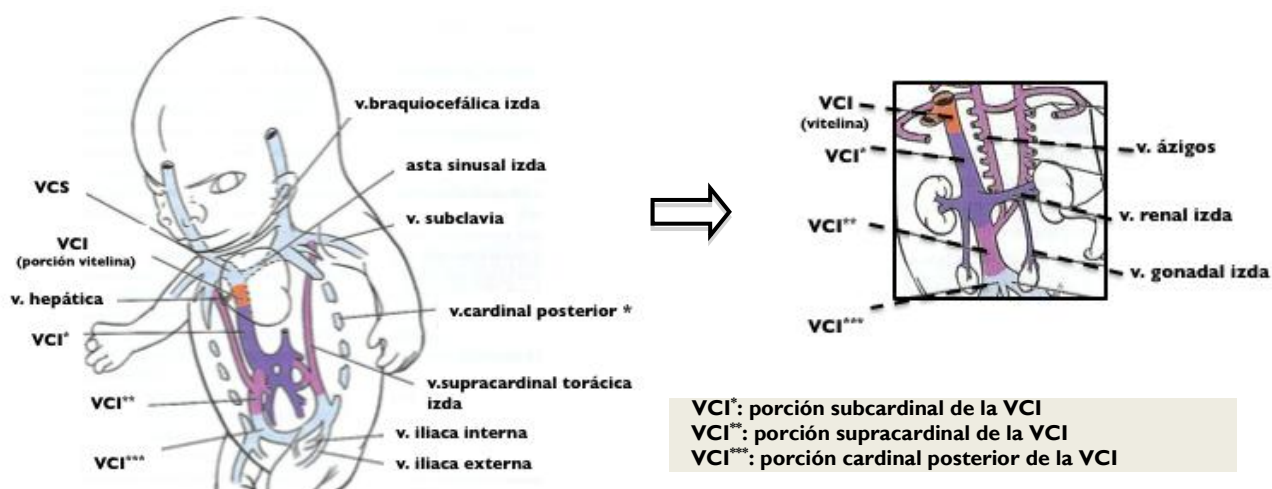 v.braquiocefálica izda
asta sinusal izda
VCS
v. subclavia
VCI
(porción vitelina)
v. hepática
v.cardinal posterior *
VCI*
v.supracardinal torácica
izda
VCI**
v. iliaca interna
VCI***
v. iliaca externa
VCI
(vitelina)
VCI*
v. ázigos
v. renal izda
VCI**
v. gonadal izda
VCI***
VCI*: porción subcardinal de la VCI
VCI**: porción supracardinal de la VCI
VCI***: porción cardinal posterior de la VCI